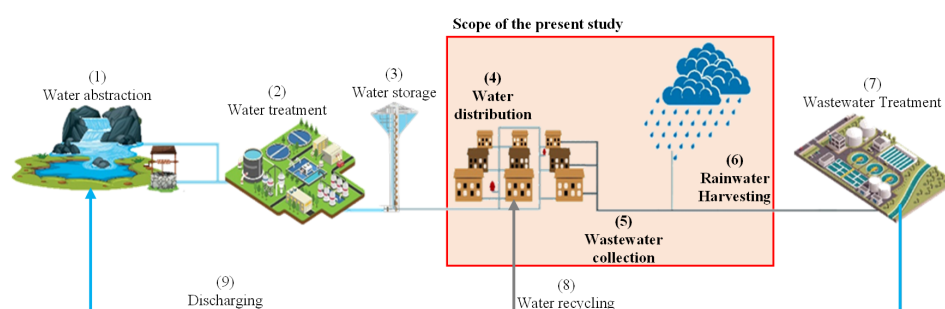 Scope of the present study
(1)
Water abstraction
(2)
Water treatment
(3)
Water storage
(4)
Water
distribution
(5)
Wastewater
collection
(6)
Rainwater
Harvesting
(7)
Wastewater Treatment
(8)
Water recycling
(9)
Discharging